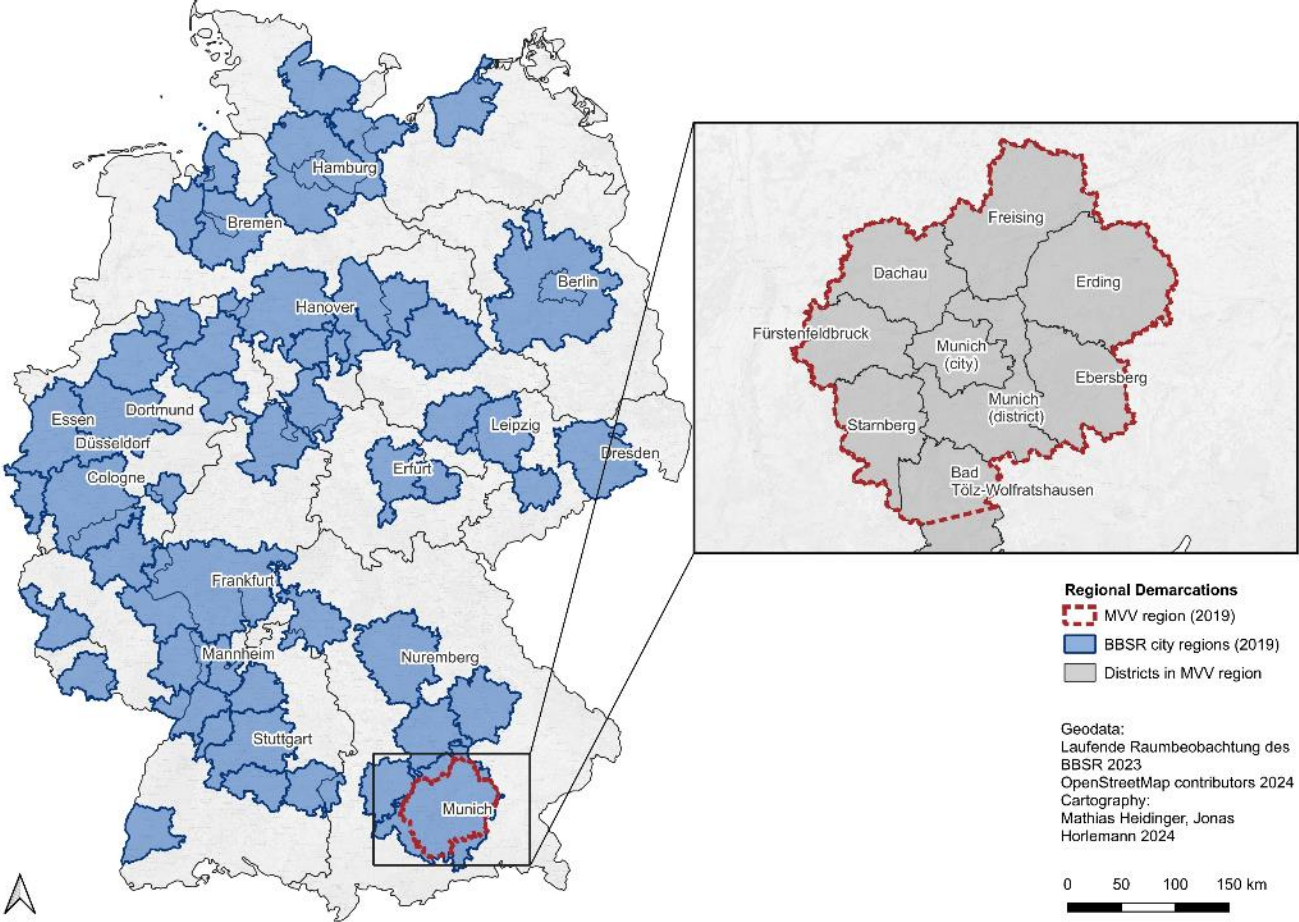 Hamburg
Bremen
Berlin
Hanover
Essen
Dortmund
Düsseldorf
Cologne
Leipzig
Dresden
Erfurt
Frankfurt
Mannheim
Nuremberg
Stuttgart
Munich
Freising
Dachau
Erding
Fürstenfeldbruck
Munich
(city)
Ebersberg
Munich
(district)
Starnberg
Bad
Tölz-Wolfratshausen
Regional Demarcations
MVV region (2019)
BBSR city regions (2019)
Districts in MVV region
Geodata:
Laufende Raumbeobachtung des
BBSR 2023
OpenStreetMap contributors 2024
Cartography:
Mathias Heidinger, Jonas
Horlemann 2024
0 50 100 150 km